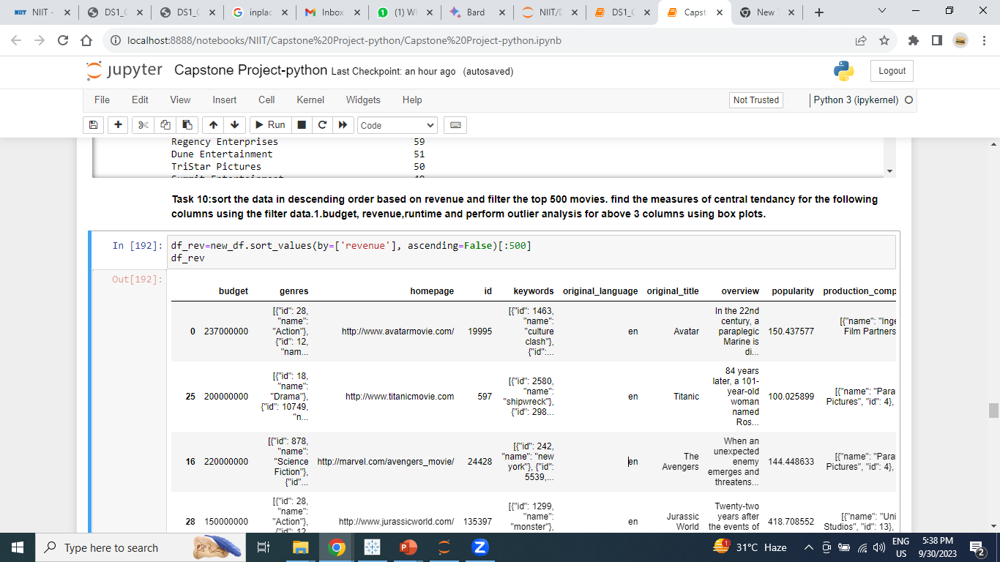 NIIT -
DS1_C
DS1_C
inplac
Inbox
(1) W
Bard
NIIT/D
DS1_C
Capst
New T
localhost:8888/notebooks/NIIT/Capstone%20Project-python/Capstone%20Project-python.ipynb
jupyter Capstone Project-python Last Checkpoint: an hour ago (autosaved)
Logout
File Edit View Insert Cell Kernel Widgets Help
Not Trusted
Python 3 (ipykernel)
Run
Code
Regency Enterprises 59
Dune Entertainment 51
TriStar Pictures 50
Task 10:sort the data in descending order based on revenue and filter the top 500 movies. find the measures of central tendancy for the following
columns using the filter data.1.budget, revenue,runtime and perform outlier analysis for above 3 columns using box plots.
In [192]:
df_rev=new_df.sort_values(by=['revenue'], ascending=False)[:500]
df_rev
Out[192]:
budget genres homepage id keywords original_language original_title overview popularity production_comp
0 237000000
[{"id": 28,
"name":
"Action"},
{"id": 12,
"nam...
http://www.avatarmovie.com/ 19995
[{"id": 1463,
"name":
"culture
clash"},
{"id":...
en Avatar
In the 22nd
century, a
paraplegic
Marine is
di...
150.437577
[{"name": "Inge
Film Partners
25 200000000
[{"id": 18,
"name":
"Drama"},
{"id": 10749,
"n...
http://www.titanicmovie.com 597
[{"id": 2580,
"name":
"shipwreck"},
{"id": 298...
en Titanic
84 years
later, a 101-
year-old
woman
named
Ros...
100.025899
[{"name": "Para
Pictures", "id": 4},
16 220000000
[{"id": 878,
"name":
"Science
Fiction"},
{"id"...
http://marvel.com/avengers_movie/ 24428
[{"id": 242,
"name": "new
york"}, {"id":
5539,...
en
The
Avengers
When an
unexpected
enemy
emerges and
threatens...
144.448633
[{"name": "Para
Pictures", "id": 4},
28 150000000
[{"id": 28,
"name":
"Action"},
{"id": 12
http://www.jurassicworld.com/ 135397
[{"id": 1299,
"name":
"monster"},
en
Jurassic
World
Twenty-two
years after
the events of
418.708552
[{"name": "Uni
Studios", "id": 13},
Type here to search
31°C Haze
ENG
US
5:38 PM
9/30/2023
2